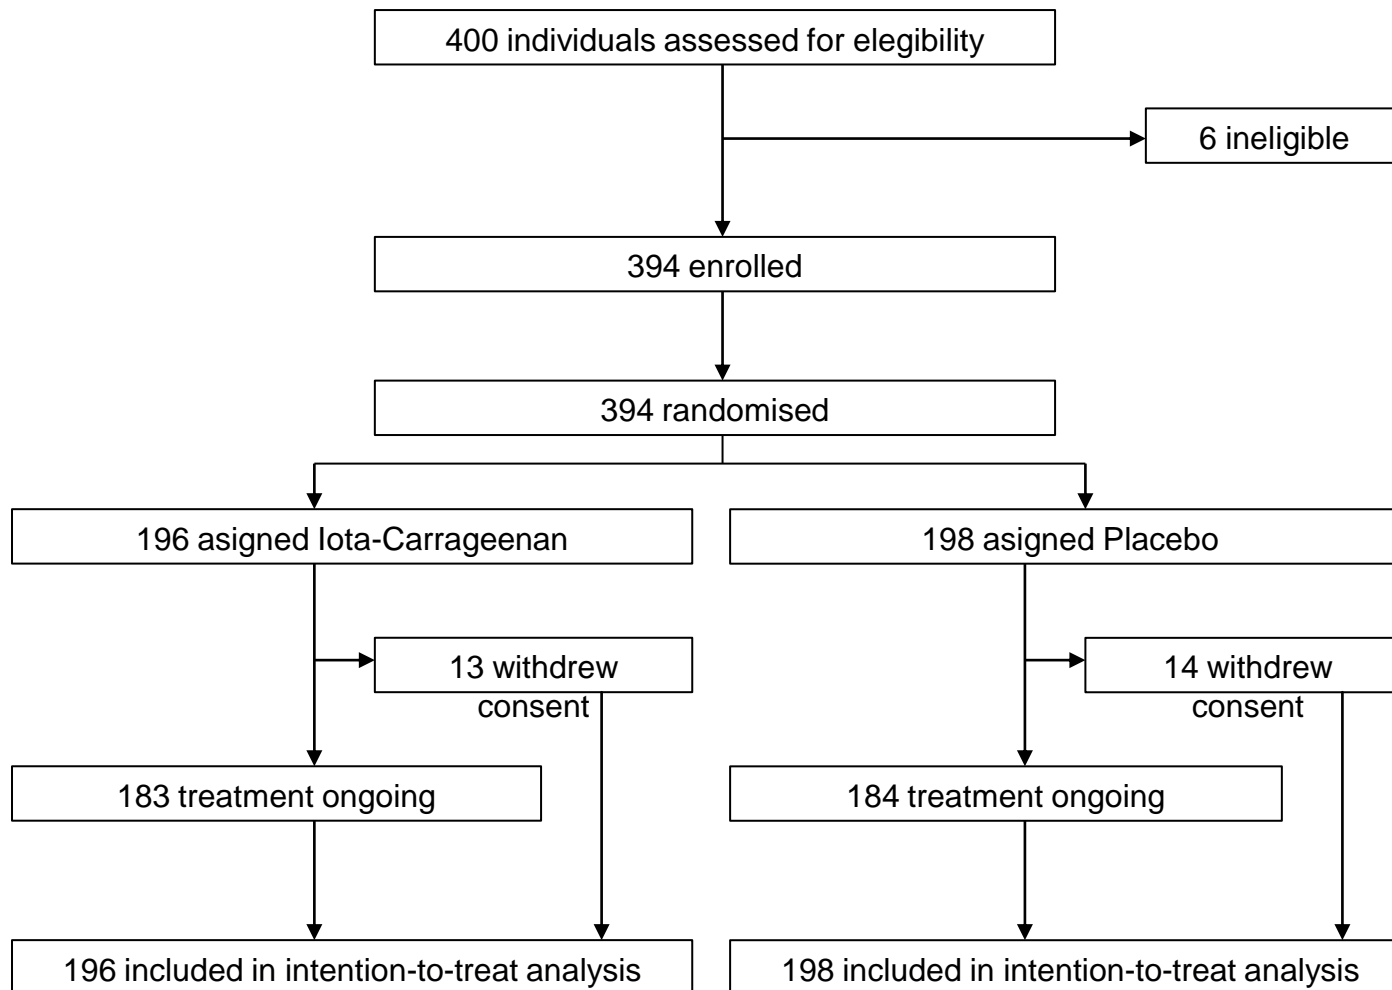 400 individuals assessed for elegibility
6 ineligible
394 enrolled
394 randomised
196 asigned Iota-Carrageenan
198 asigned Placebo
13 withdrew
consent
14 withdrew
consent
183 treatment ongoing
184 treatment ongoing
196 included in intention-to-treat analysis
198 included in intention-to-treat analysis